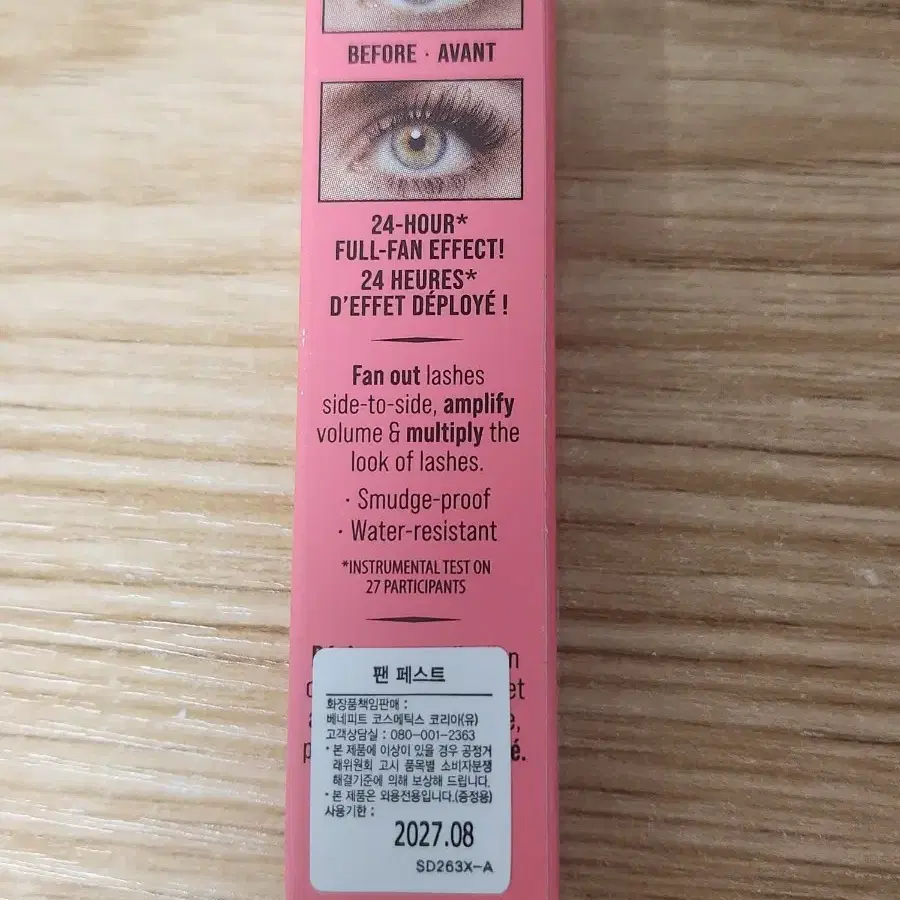 BEFORE · AVANT
24-HOUR*
FULL-FAN EFFECT!
24 HEURES*
D'EFFET DÉPLOYÉ !
Fan out lashes
side-to-side, amplify
volume & multiply the
look of lashes.
· Smudge-proof
· Water-resistant
*INSTRUMENTAL TEST ON
27 PARTICIPANTS
팬 페스트
화장품책임판매 :
베네피트 코스메틱스 코리아(유)
고객상담실 : 080-001-2363
* 본 제품에 이상이 있을 경우 공정거
래위원회 고시 품목별 소비자분쟁
해결기준에 의해 보상해 드립니다.
* 본 제품은 외용전용입니다.(증정용)
사용기한 :
2027.08
SD263X-A